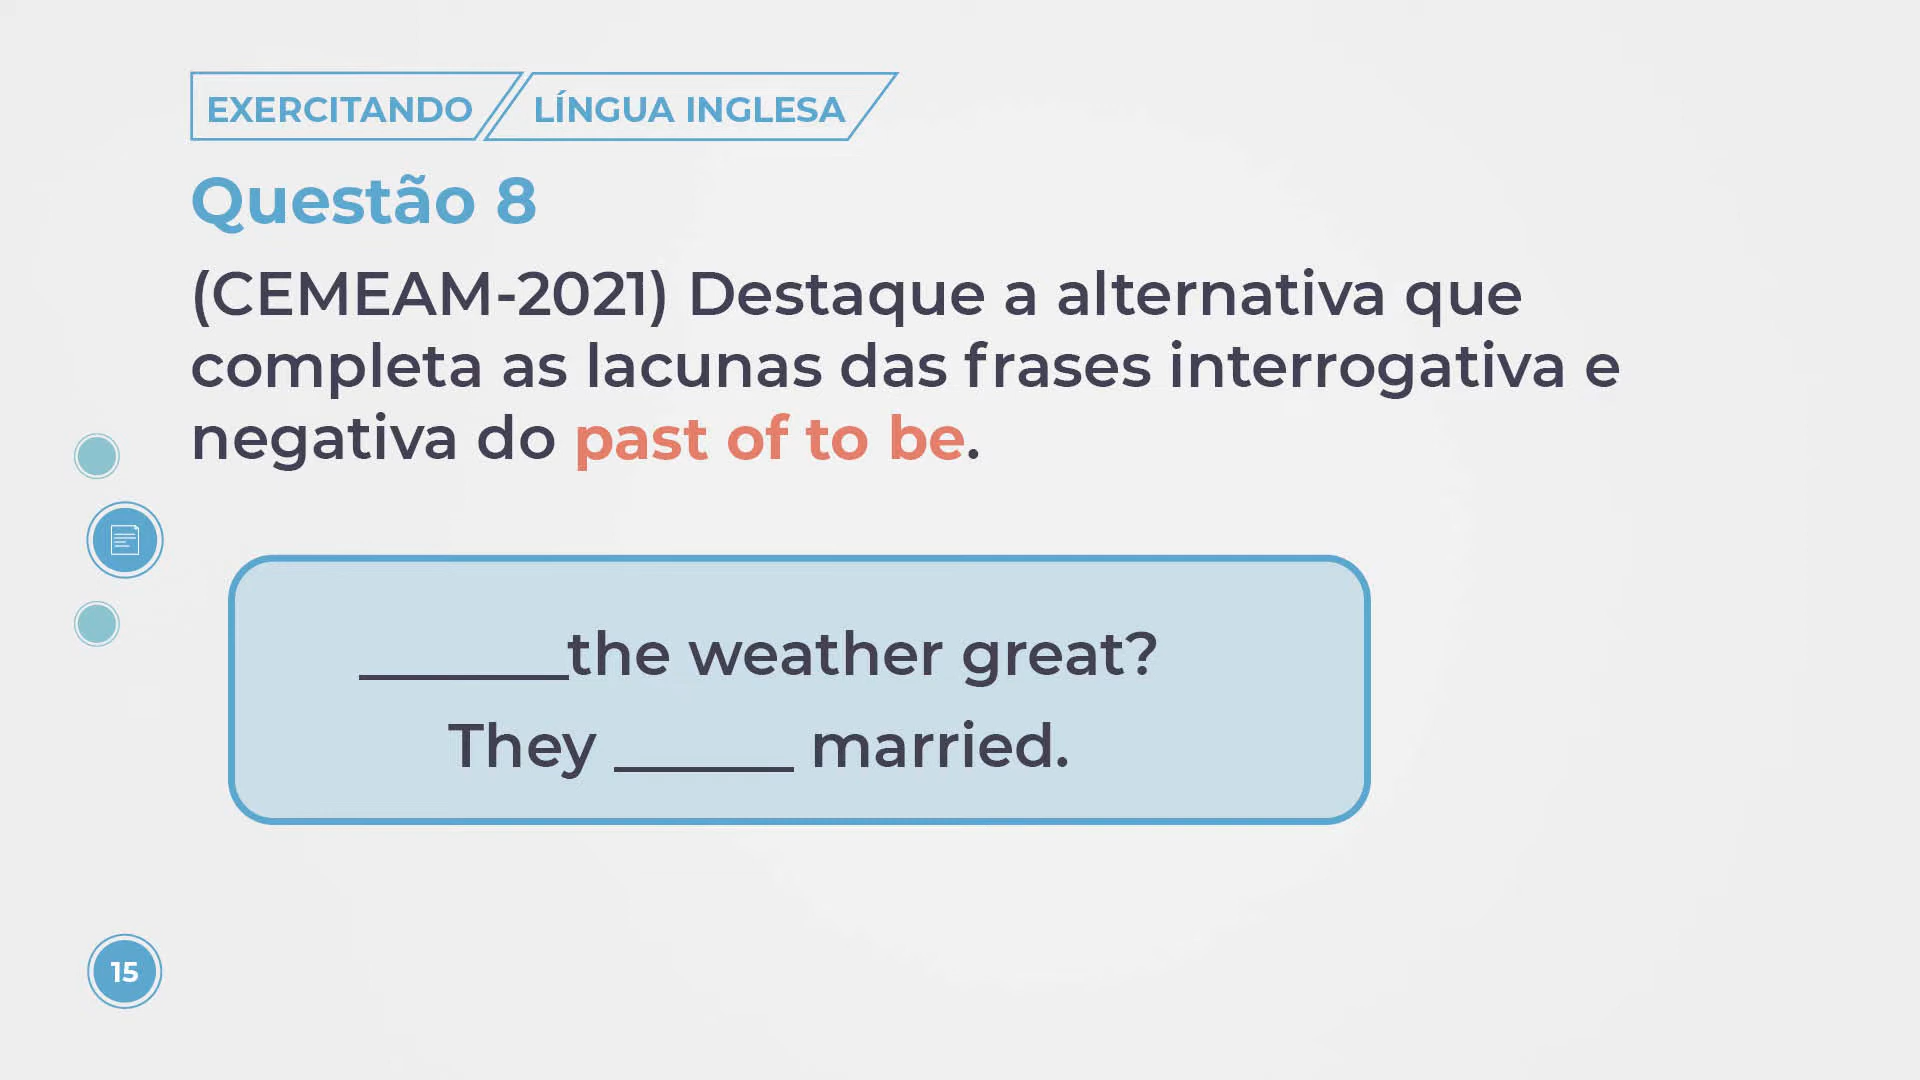 EXERCITANDO LÍNGUA INGLESA
Questão 8
(CEMEAM-2021) Destaque a alternativa que
completa as lacunas das frases interrogativa e
negativa do past of to be.
_______the weather great?
They ______ married.
15